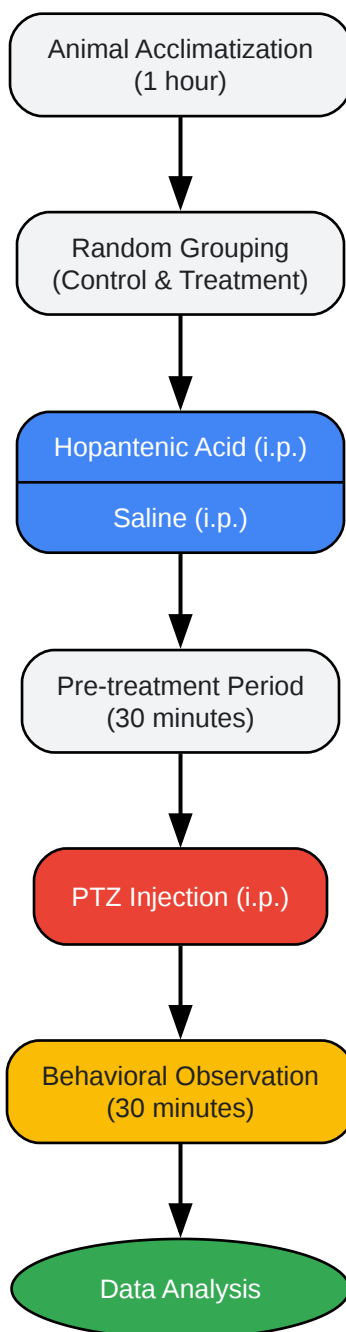 Animal Acclimatization
(1 hour)
Random Grouping
(Control & Treatment)
Hopantenic Acid (i.p.)
Saline (i.p.)
Pre-treatment Period
(30 minutes)
PTZ Injection (i.p.)
Behavioral Observation
(30 minutes)
Data Analysis